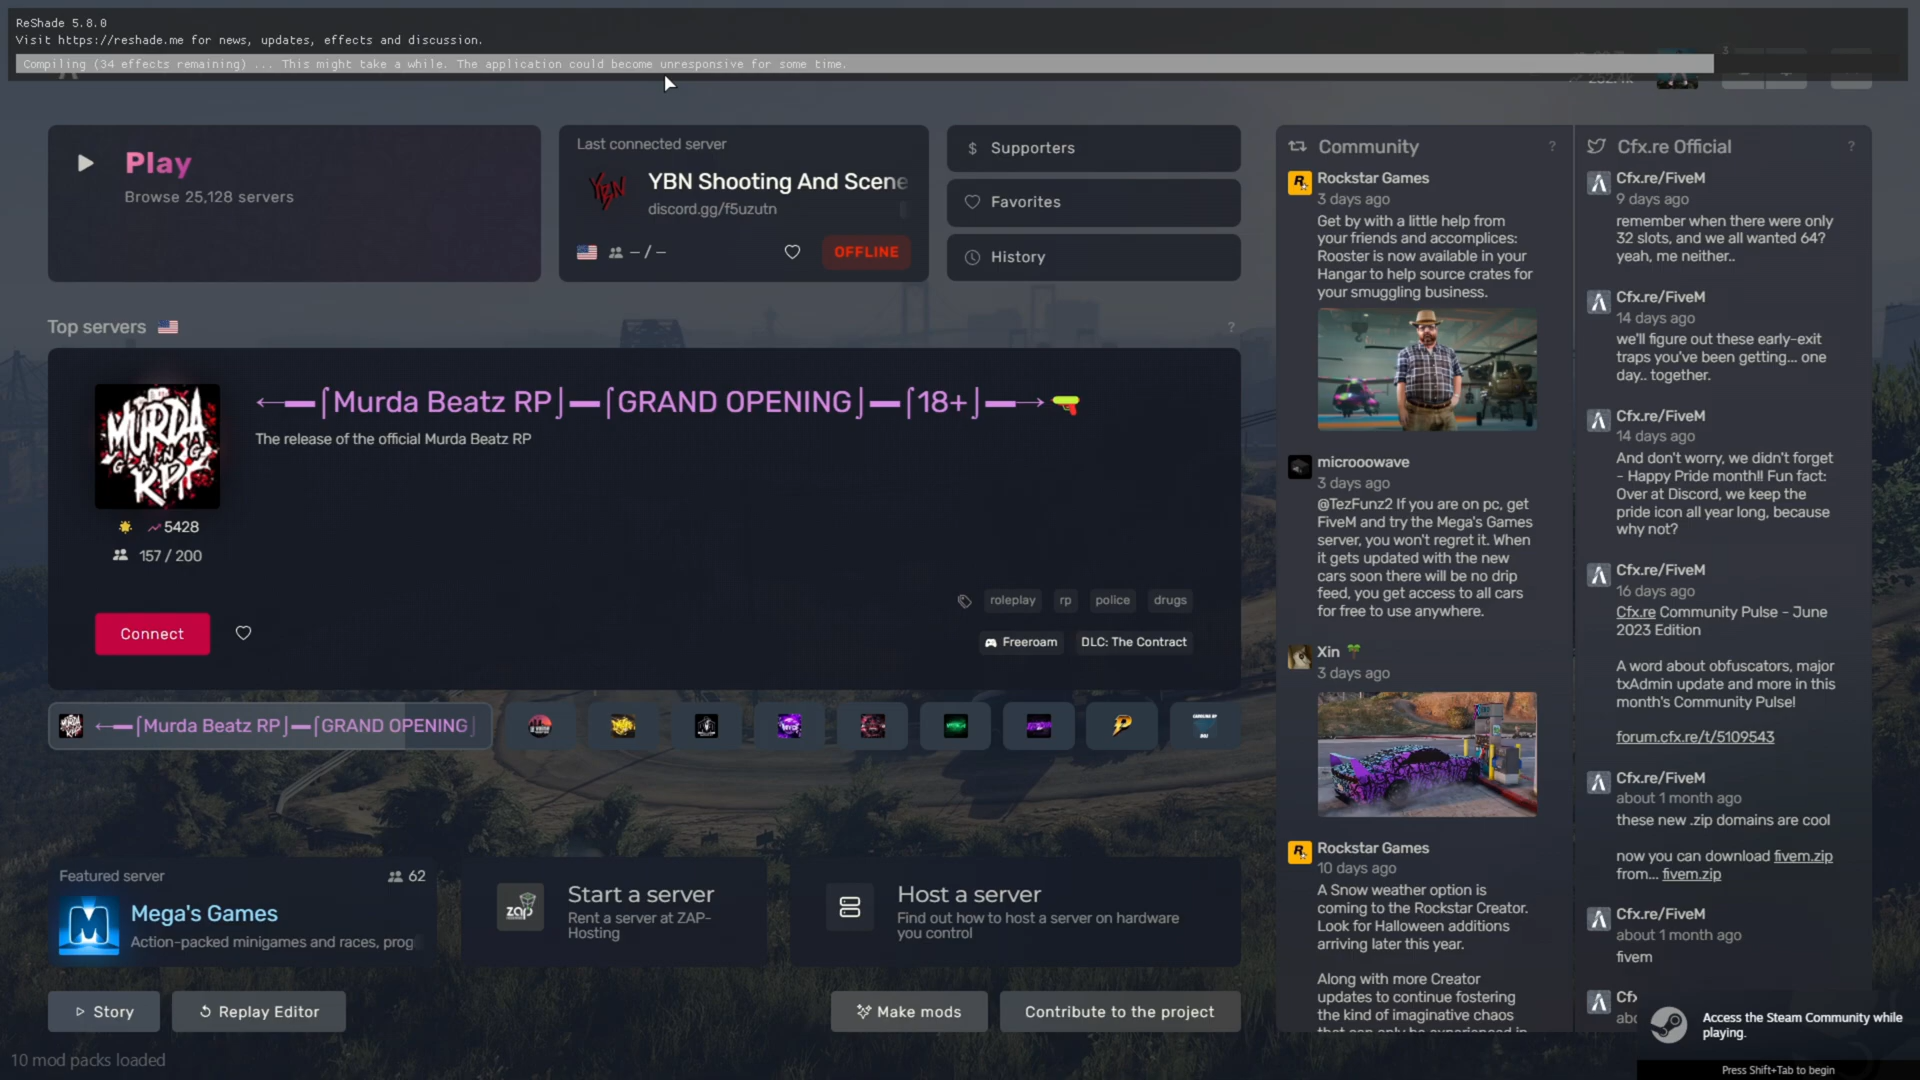 ReShade 5.8.0
Visit https://reshade.me for news, updates, effects and discussion.
Compiling (34 effects remaining) ... This might take a while. The application could become unresponsive for some time.
3
252.4k
Play
Browse 25,128 servers
Last connected server
YBN
YBN Shooting And Scene
discord.gg/f5uzutn
– / –
OFFLINE
$ Supporters
Favorites
History
Top servers
?
MURDA
GANG
RP
←—⌈Murda Beatz RP⌋—⌈GRAND OPENING⌋—⌈18+⌋—→
The release of the official Murda Beatz RP
5428
157 / 200
roleplay rp police drugs
Connect
Freeroam DLC: The Contract
←—⌈Murda Beatz RP⌋—⌈GRAND OPENING⌋
Featured server
62
Mega's Games
Action-packed minigames and races, prog
zap
Start a server
Rent a server at ZAP-
Hosting
Host a server
Find out how to host a server on hardware
you control
Story
Replay Editor
Make mods
Contribute to the project
10 mod packs loaded
Community ?
Rockstar Games
3 days ago
Get by with a little help from
your friends and accomplices:
Rooster is now available in your
Hangar to help source crates for
your smuggling business.
microoowave
3 days ago
@TezFunz2 If you are on pc, get
FiveM and try the Mega's Games
server, you won't regret it. When
it gets updated with the new
cars soon there will be no drip
feed, you get access to all cars
for free to use anywhere.
Xin
3 days ago
Rockstar Games
10 days ago
A Snow weather option is
coming to the Rockstar Creator.
Look for Halloween additions
arriving later this year.
Along with more Creator
updates to continue fostering
the kind of imaginative chaos
that can only be experienced in
Cfx.re Official ?
Cfx.re/FiveM
9 days ago
remember when there were only
32 slots, and we all wanted 64?
yeah, me neither..
Cfx.re/FiveM
14 days ago
we'll figure out these early-exit
traps you've been getting... one
day.. together.
Cfx.re/FiveM
14 days ago
And don't worry, we didn't forget
- Happy Pride month!! Fun fact:
Over at Discord, we keep the
pride icon all year long, because
why not?
Cfx.re/FiveM
16 days ago
Cfx.re Community Pulse - June
2023 Edition
A word about obfuscators, major
txAdmin update and more in this
month's Community Pulse!
forum.cfx.re/t/5109543
Cfx.re/FiveM
about 1 month ago
these new .zip domains are cool
now you can download fivem.zip
from... fivem.zip
Cfx.re/FiveM
about 1 month ago
fivem
Access the Steam Community while
playing.
Press Shift+Tab to begin